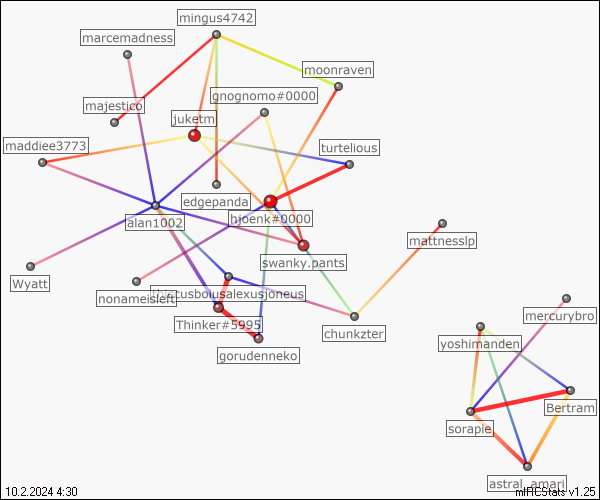 mingus4742
marcemadness
moonraven
gnognomo#0000
majestico
juketm
maddiee3773
turtelious
edgepanda
hjoenk#0000
alan1002
mattnesslp
swanky.pants
Wyatt
nonameisleft
Thinker#5995
chunkzter
mercurybro
yoshimanden
gorudenneko
Bertram
sorapie
astral_amari
10.2.2024 4:30
mIRCStats v1.25